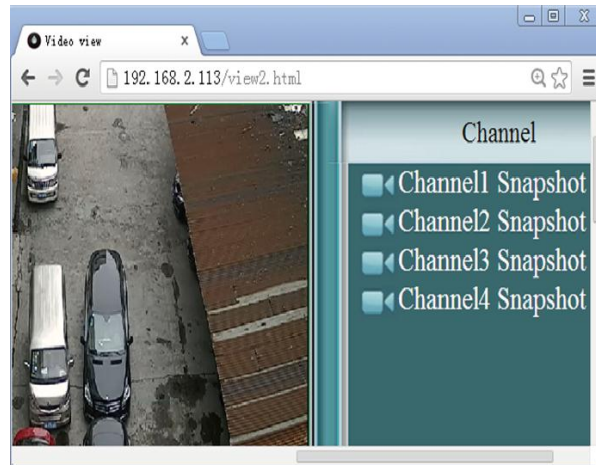 Video view
192.168.2.113/view2.html
Channel
Channel1 Snapshot
Channel2 Snapshot
Channel3 Snapshot
Channel4 Snapshot